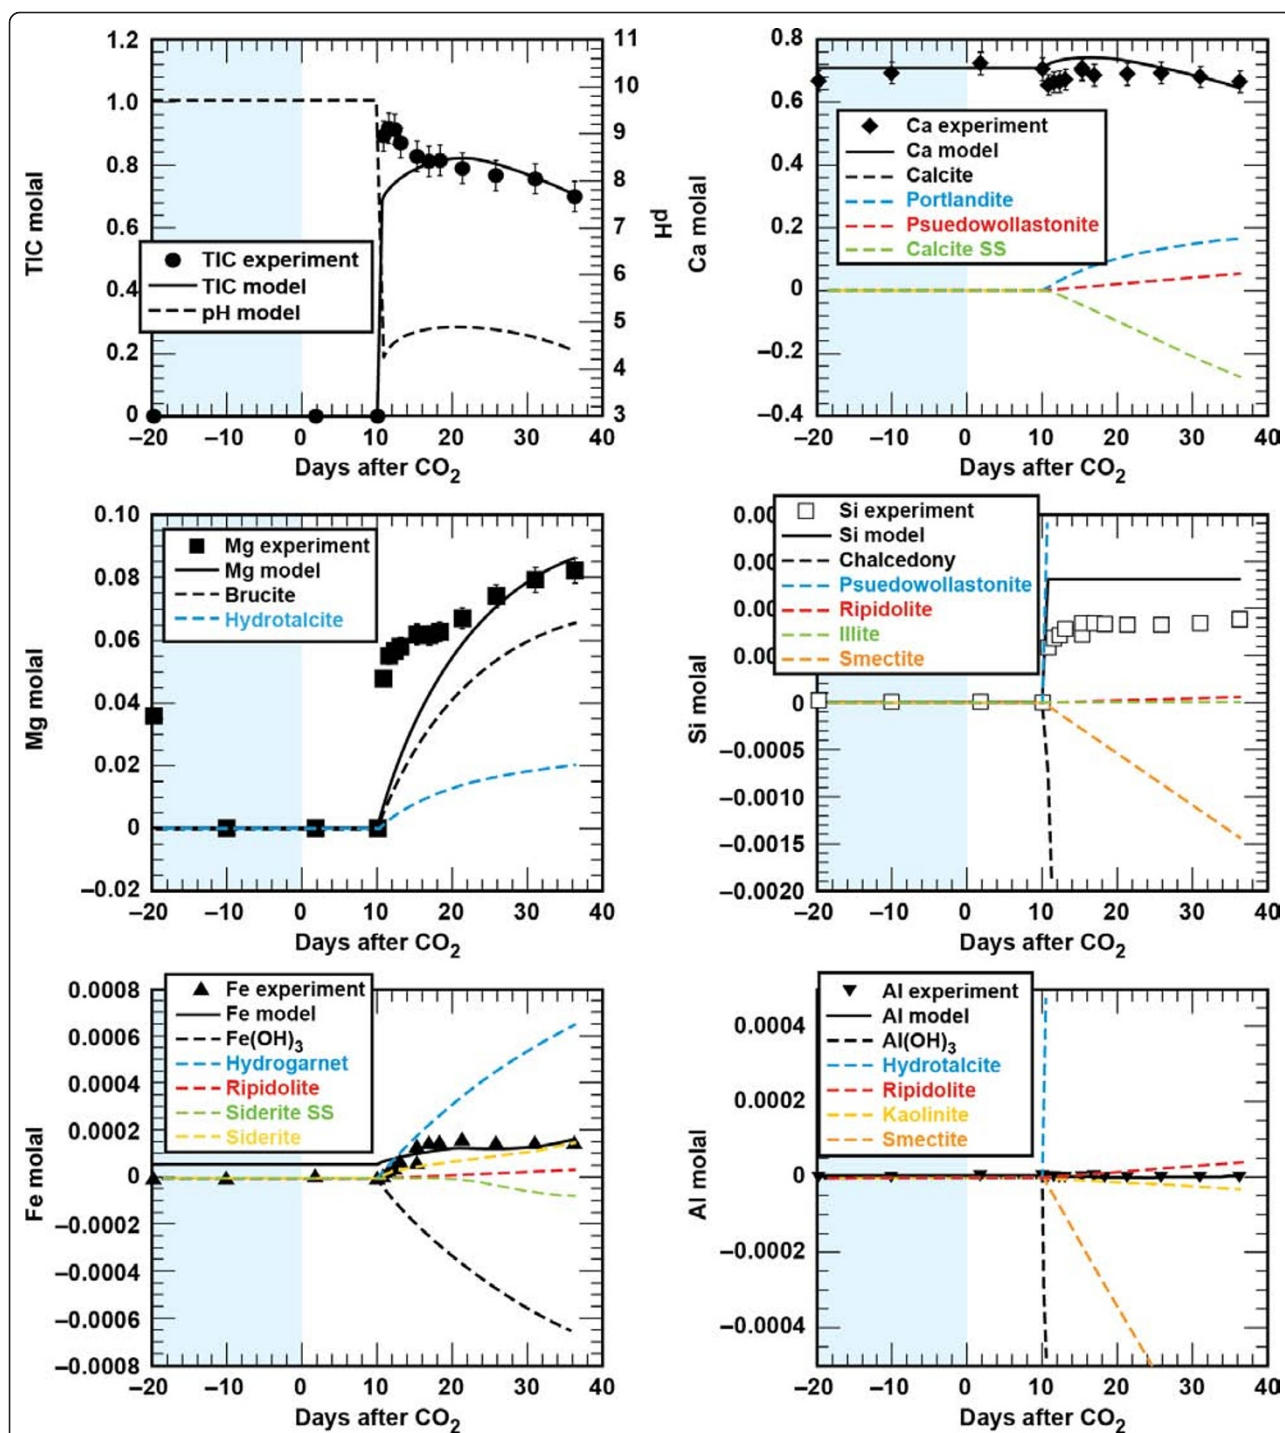 1.2
1.0
0.8
0.6
0.4
0.2
0
11
10
9
8
7
6
5
4
3
TIC molal
pH
TIC experiment
TIC model
pH model
–20 –10 0 10 20 30 40
Days after CO2
0.8
0.6
0.4
0.2
0
–0.2
–0.4
Ca molal
Ca experiment
Ca model
Calcite
Portlandite
Psuedowollastonite
Calcite SS
–20 –10 0 10 20 30 40
Days after CO2
0.10
0.08
0.06
0.04
0.02
0
–0.02
Mg molal
Mg experiment
Mg model
Brucite
Hydrotalcite
–20 –10 0 10 20 30 40
Days after CO2
0
–0.0005
–0.0010
–0.0015
–0.0020
Si molal
Si experiment
Si model
Chalcedony
Psuedowollastonite
Ripidolite
Illite
Smectite
–20 –10 0 10 20 30 40
Days after CO2
0.0008
0.0006
0.0004
0.0002
0
–0.0002
–0.0004
–0.0006
–0.0008
Fe molal
Fe experiment
Fe model
Fe(OH)3
Hydrogarnet
Ripidolite
Siderite SS
Siderite
–20 –10 0 10 20 30 40
Days after CO2
0.0004
0.0002
0
–0.0002
–0.0004
Al molal
Al experiment
Al model
Al(OH)3
Hydrotalcite
Ripidolite
Kaolinite
Smectite
–20 –10 0 10 20 30 40
Days after CO2